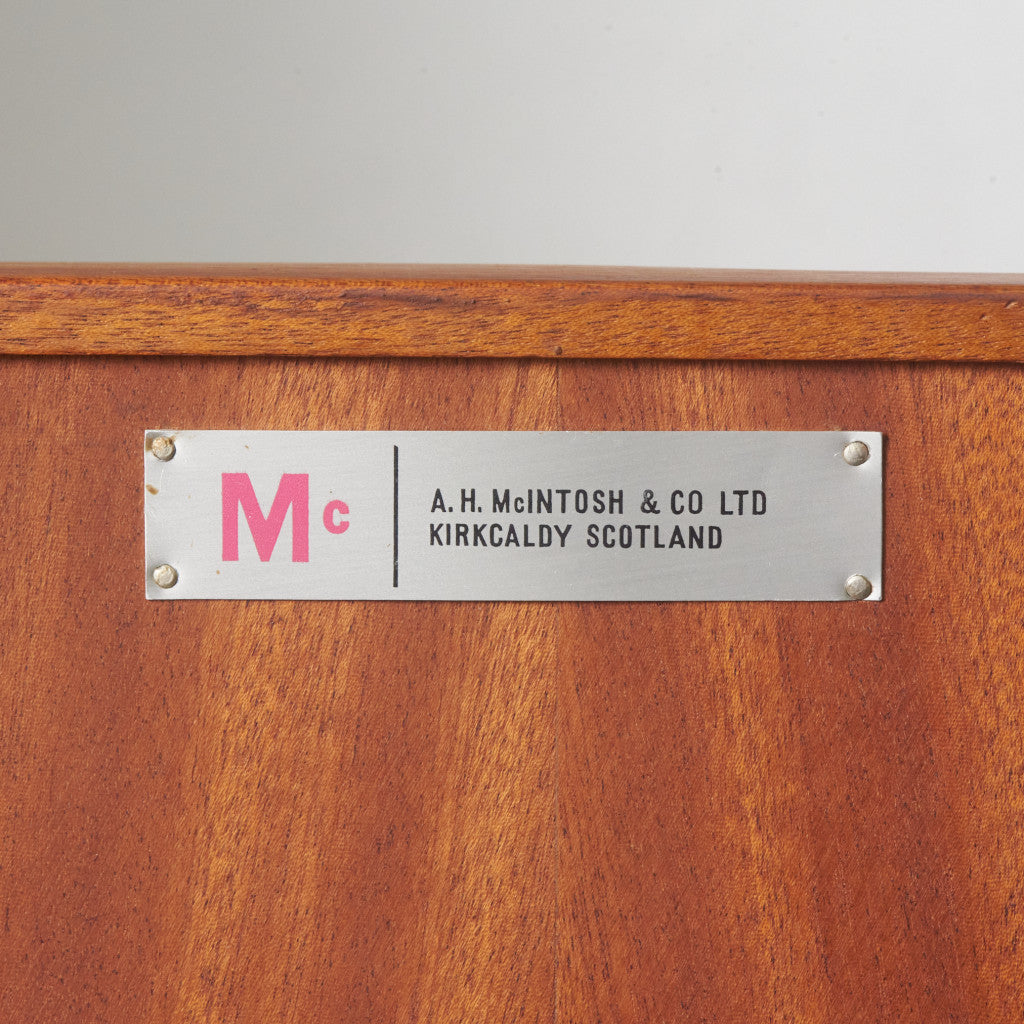 Mc
A. H. McINTOSH & CO LTD
KIRKCALDY SCOTLAND